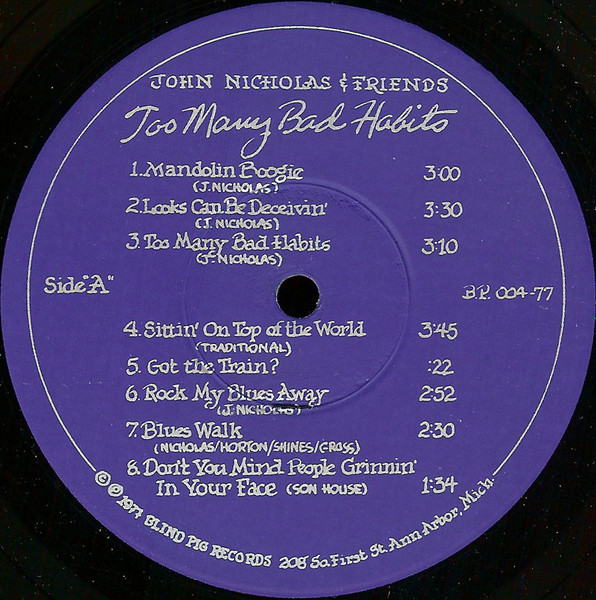 JOHN NICHOLAS & FRIENDS
Too Many Bad Habits
1. Mandolin Boogie 3:00
(J. NICHOLAS)
2. Looks Can Be Deceivin' 3:30
(J. NICHOLAS)
3. Too Many Bad Habits 3:10
(J. NICHOLAS)
Side "A" B.P. 004-77
4. Sittin' On Top of the World 3:45
(TRADITIONAL)
5. Got the Train? :22
6. Rock My Blues Away 2:52
(J. NICHOLAS)
7. Blues Walk 2:30
(NICHOLAS/HORTON/SHINES/GROSS)
8. Don't You Mind People Grinnin'
In Your Face (SON HOUSE) 1:34
© ℗ 1977 BLIND PIG RECORDS 208 So. First St. Ann Arbor, Mich.